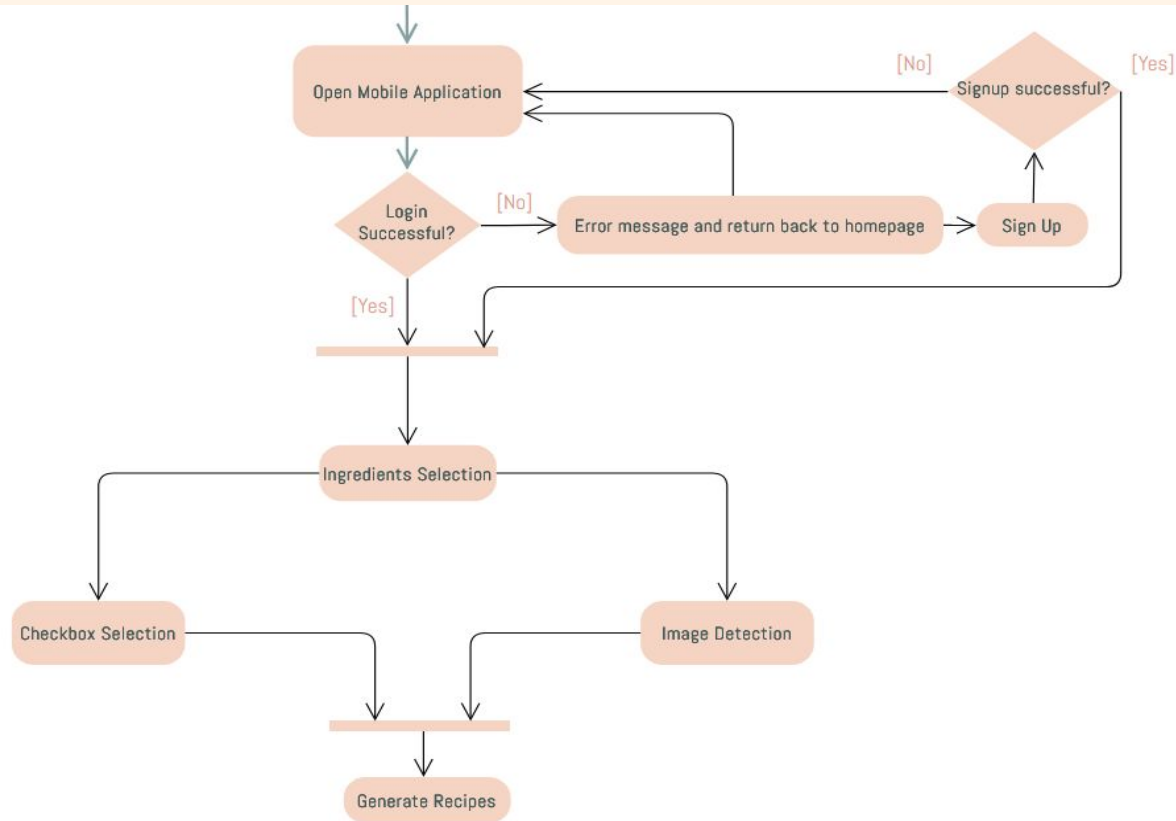 Open Mobile Application
[No]
Signup successful?
[Yes]
Login
Successful?
[No]
Error message and return back to homepage
Sign Up
[Yes]
Ingredients Selection
Checkbox Selection
Image Detection
Generate Recipes